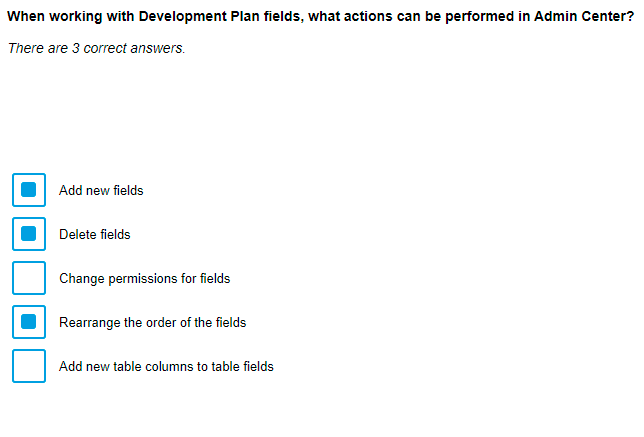 When working with Development Plan fields, what actions can be performed in Admin Center?
There are 3 correct answers.
Add new fields
Delete fields
Change permissions for fields
Rearrange the order of the fields
Add new table columns to table fields